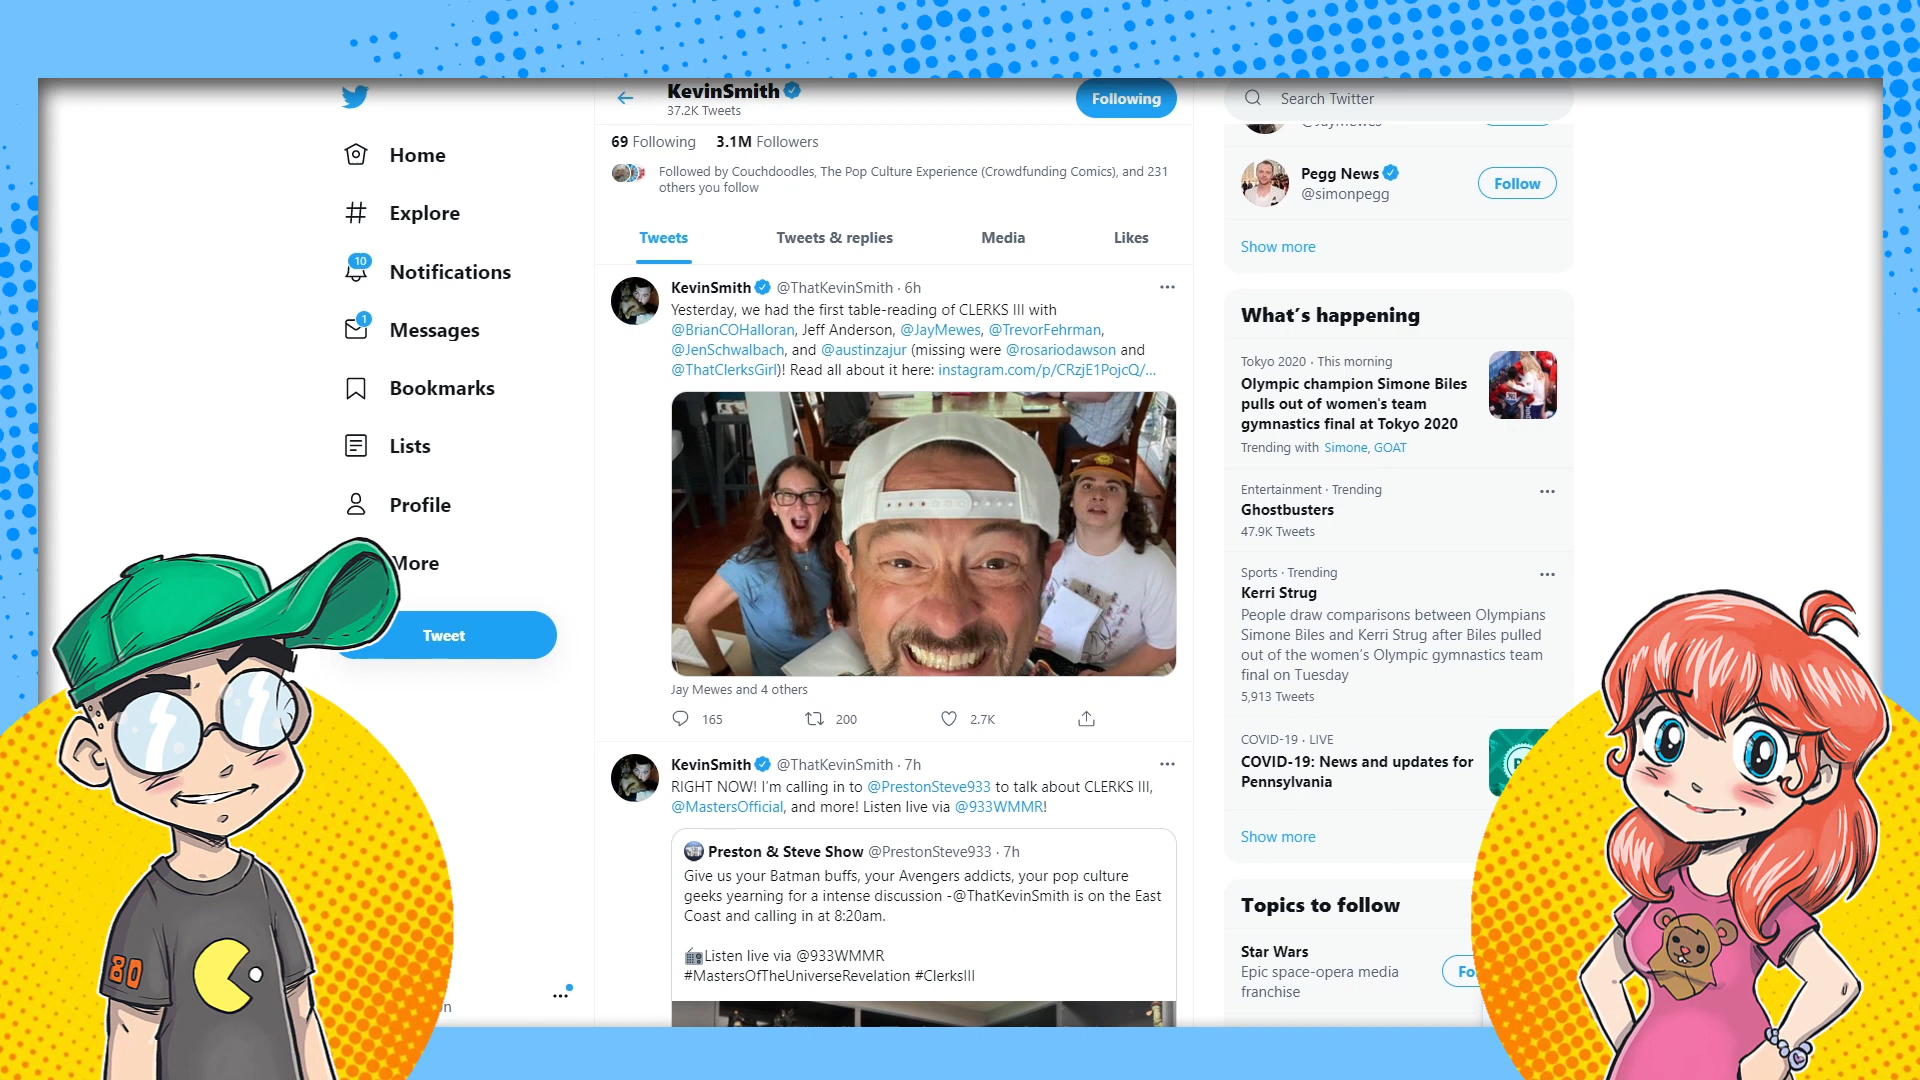 KevinSmith
37.2K Tweets
Following
69 Following 3.1M Followers
Followed by Couchdoodles, The Pop Culture Experience (Crowdfunding Comics), and 231
others you follow
Tweets
Tweets & replies
Media
Likes
Home
Explore
10
Notifications
1
Messages
Bookmarks
Lists
Profile
More
Tweet
KevinSmith @ThatKevinSmith · 6h
Yesterday, we had the first table-reading of CLERKS III with
@BrianCOHalloran, Jeff Anderson, @JayMewes, @TrevorFehrman,
@JenSchwalbach, and @austinzajur (missing were @rosariodawson and
@ThatClerksGirl)! Read all about it here: instagram.com/p/CRzjE1PojcQ/...
Jay Mewes and 4 others
165
200
2.7K
KevinSmith @ThatKevinSmith · 7h
RIGHT NOW! I'm calling in to @PrestonSteve933 to talk about CLERKS III,
@MastersOfficial, and more! Listen live via @933WMMR!
Preston & Steve Show @PrestonSteve933 · 7h
Give us your Batman buffs, your Avengers addicts, your pop culture
geeks yearning for a intense discussion -@ThatKevinSmith is on the East
Coast and calling in at 8:20am.
Listen live via @933WMMR
#MastersOfTheUniverseRevelation #ClerksIII
Search Twitter
@JayMewes
Pegg News
@simonpegg
Follow
Show more
What's happening
Tokyo 2020 · This morning
Olympic champion Simone Biles
pulls out of women's team
gymnastics final at Tokyo 2020
Trending with Simone, GOAT
Entertainment · Trending
Ghostbusters
47.9K Tweets
Sports · Trending
Kerri Strug
People draw comparisons between Olympians
Simone Biles and Kerri Strug after Biles pulled
out of the women's Olympic gymnastics team
final on Tuesday
5,913 Tweets
COVID-19 · LIVE
COVID-19: News and updates for
Pennsylvania
Show more
Topics to follow
Star Wars
Epic space-opera media
franchise
Fo
80